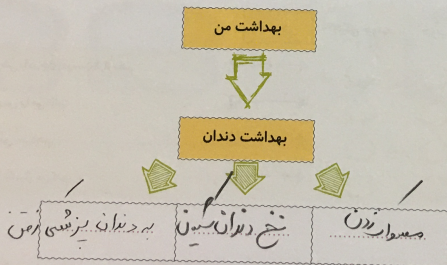 بهداشت من
بهداشت دندان
مسواک زدن
نخ دندان کشیدن
به دندان پزشکی رفتن